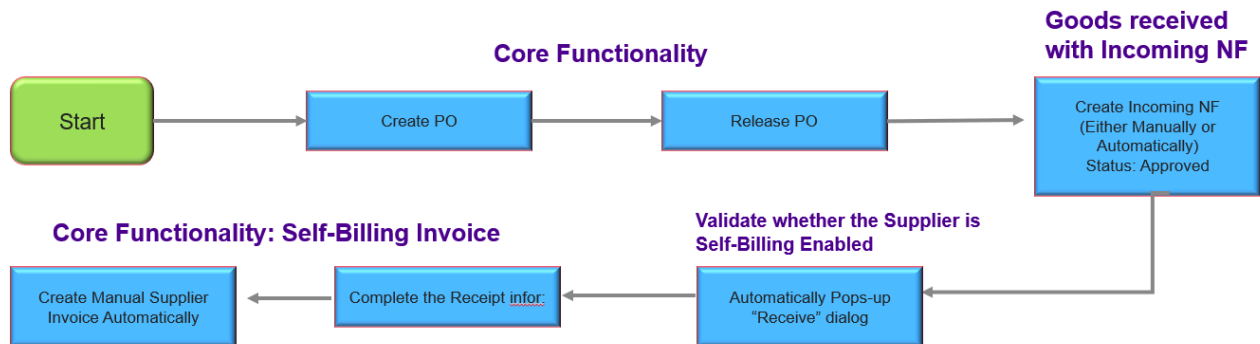 Goods received
with Incoming NF
Core Functionality
Start
Create PO
Release PO
Create Incoming NF
(Either Manually or
Automatically)
Status: Approved
Core Functionality: Self-Billing Invoice
Validate whether the Supplier is
Self-Billing Enabled
Create Manual Supplier
Invoice Automatically
Complete the Receipt infor:
Automatically Pops-up
“Receive” dialog